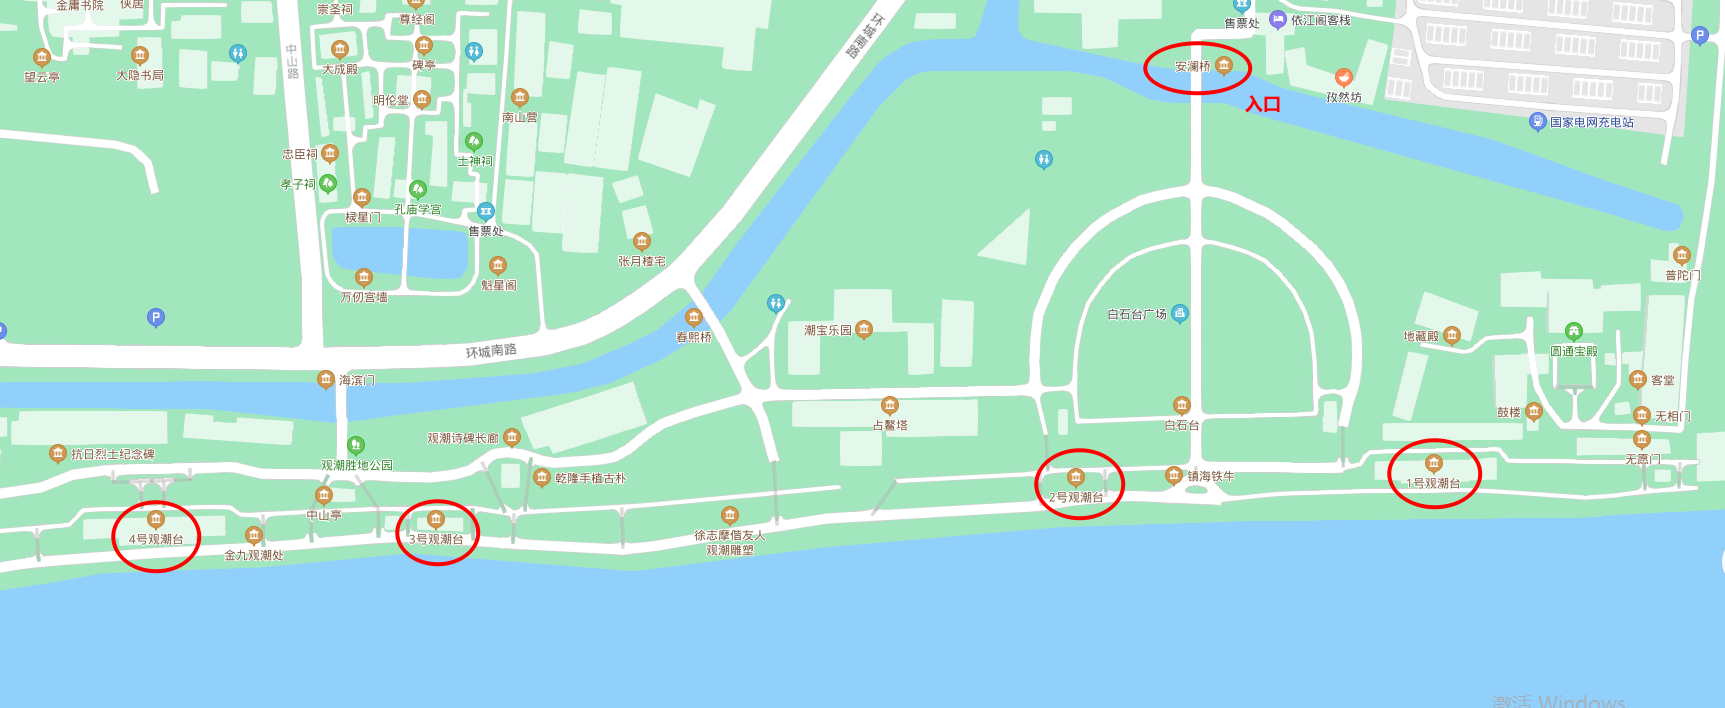 金庸书院
侠居
崇圣祠
尊经阁
售票处
依江阁客栈
望云亭
大隐书局
中山路
大成殿
碑亭
环城南路
安澜桥
入口
孜然坊
明伦堂
南山营
国家电网充电站
忠臣祠
土神祠
孝子祠
棂星门
孔庙学宫
售票处
张月楂宅
普陀门
万仞宫墙
魁星阁
白石台广场
潮宝乐园
春熙桥
地藏殿
圆通宝殿
环城南路
海滨门
客堂
占鳌塔
白石台
鼓楼
无相门
观潮诗碑长廊
抗日烈士纪念碑
观潮胜地公园
无愿门
乾隆手植古朴
镇海铁牛
1号观潮台
2号观潮台
中山亭
徐志摩偕友人
观潮雕塑
4号观潮台
3号观潮台
金九观潮处
激活 Windows